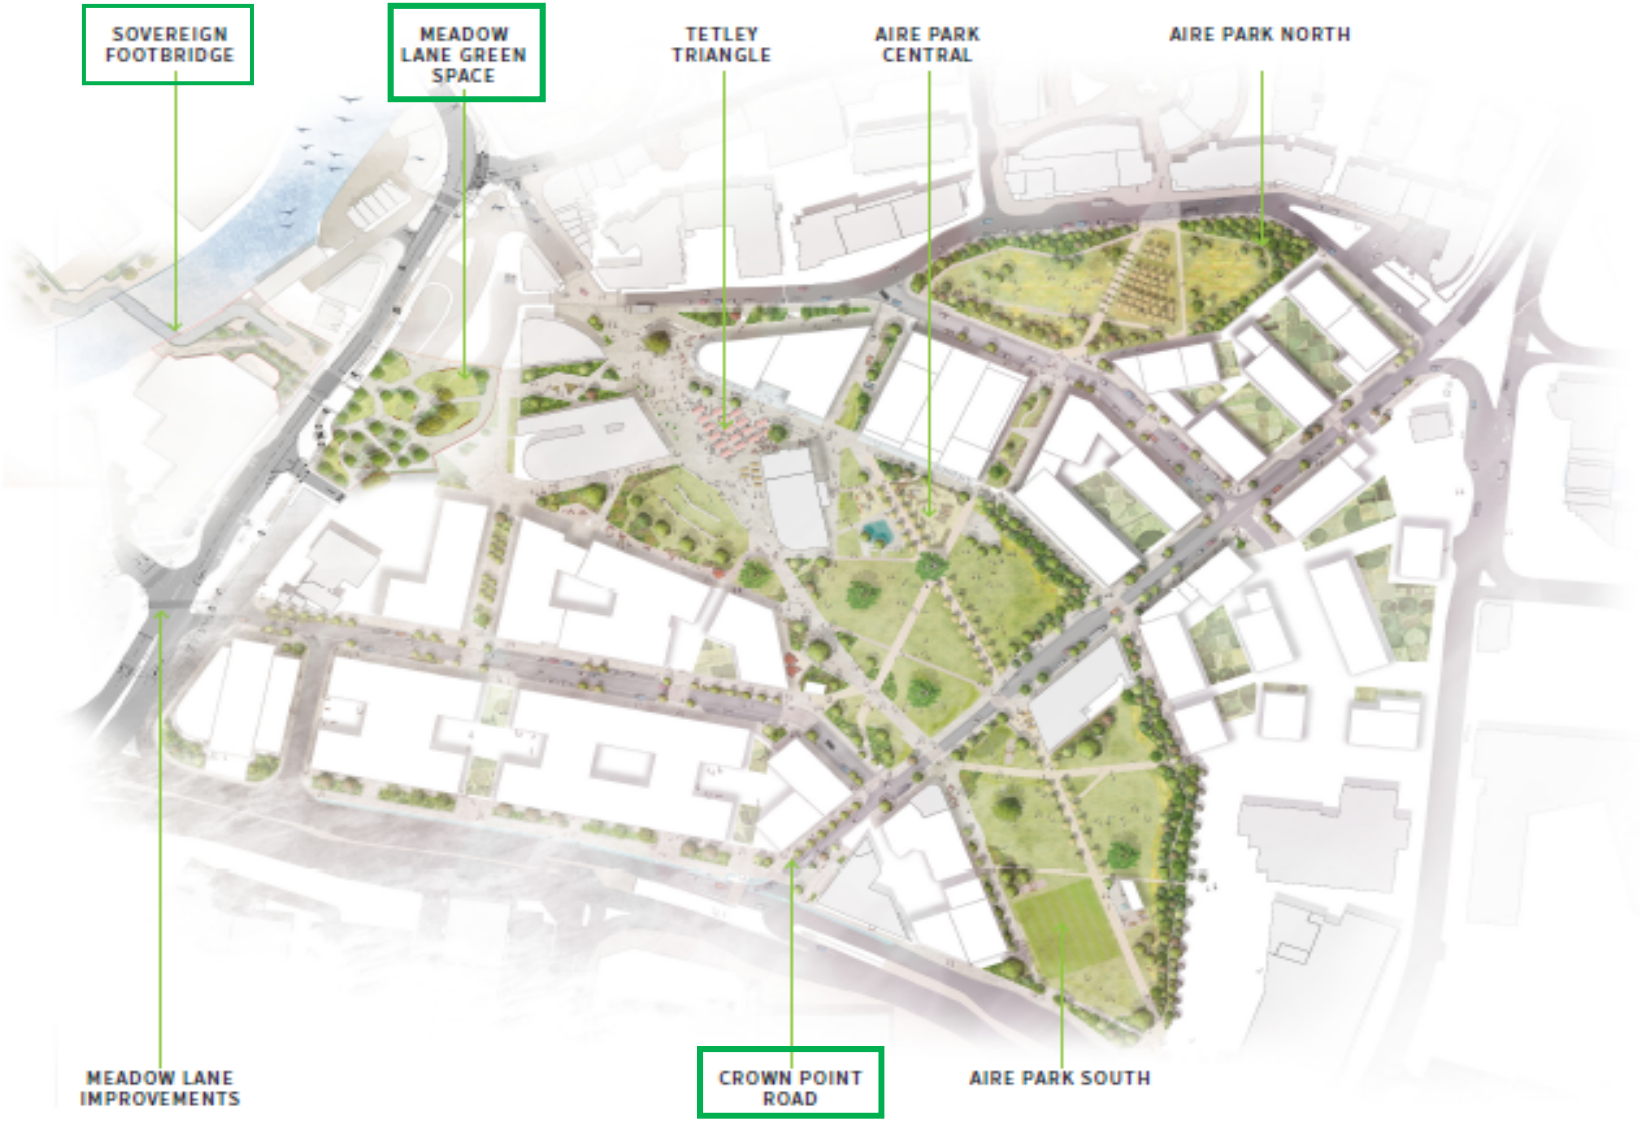 SOVEREIGN
FOOTBRIDGE
MEADOW
LANE GREEN
SPACE
TETLEY
TRIANGLE
AIRE PARK
CENTRAL
AIRE PARK NORTH
MEADOW LANE
IMPROVEMENTS
CROWN POINT
ROAD
AIRE PARK SOUTH